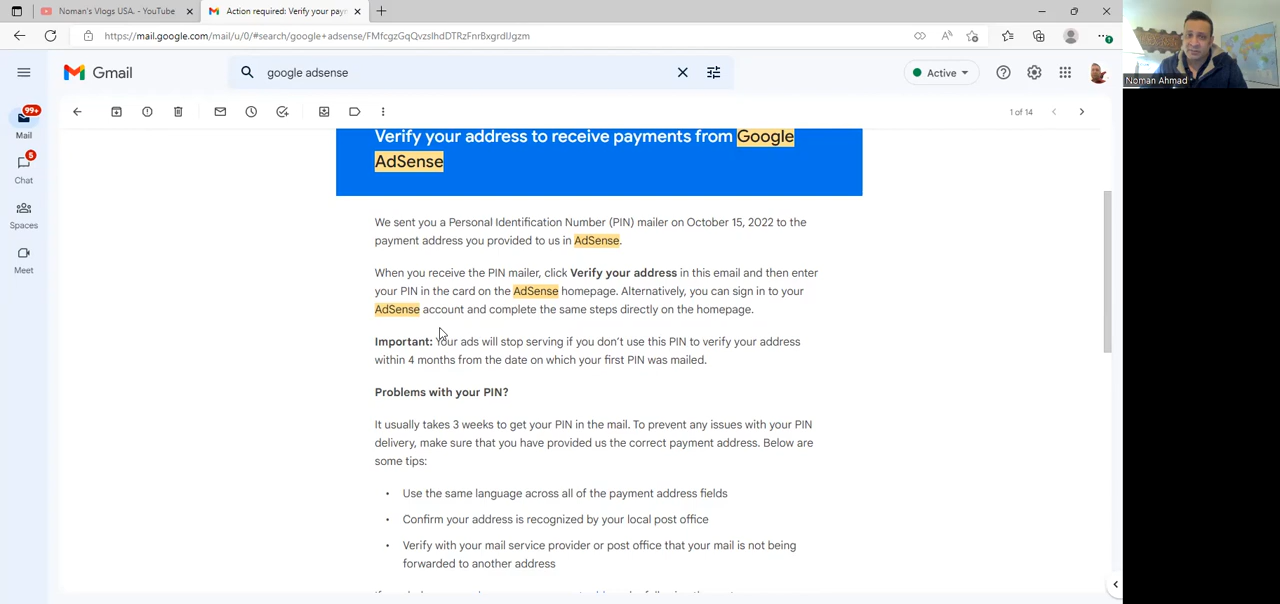 Noman's Vlogs USA. - YouTube
Action required: Verify your pay
https://mail.google.com/mail/u/0/#search/google+adsense/FMfcgzGqQvzslhdDTRzFnrBxgrdlJgzm
Gmail
google adsense
Active
Noman Ahmad
99+
Mail
5
Chat
Spaces
Meet
1 of 14
Verify your address to receive payments from Google
AdSense
We sent you a Personal Identification Number (PIN) mailer on October 15, 2022 to the
payment address you provided to us in AdSense.
When you receive the PIN mailer, click Verify your address in this email and then enter
your PIN in the card on the AdSense homepage. Alternatively, you can sign in to your
AdSense account and complete the same steps directly on the homepage.
Important: Your ads will stop serving if you don't use this PIN to verify your address
within 4 months from the date on which your first PIN was mailed.
Problems with your PIN?
It usually takes 3 weeks to get your PIN in the mail. To prevent any issues with your PIN
delivery, make sure that you have provided us the correct payment address. Below are
some tips:
• Use the same language across all of the payment address fields
• Confirm your address is recognized by your local post office
• Verify with your mail service provider or post office that your mail is not being
forwarded to another address